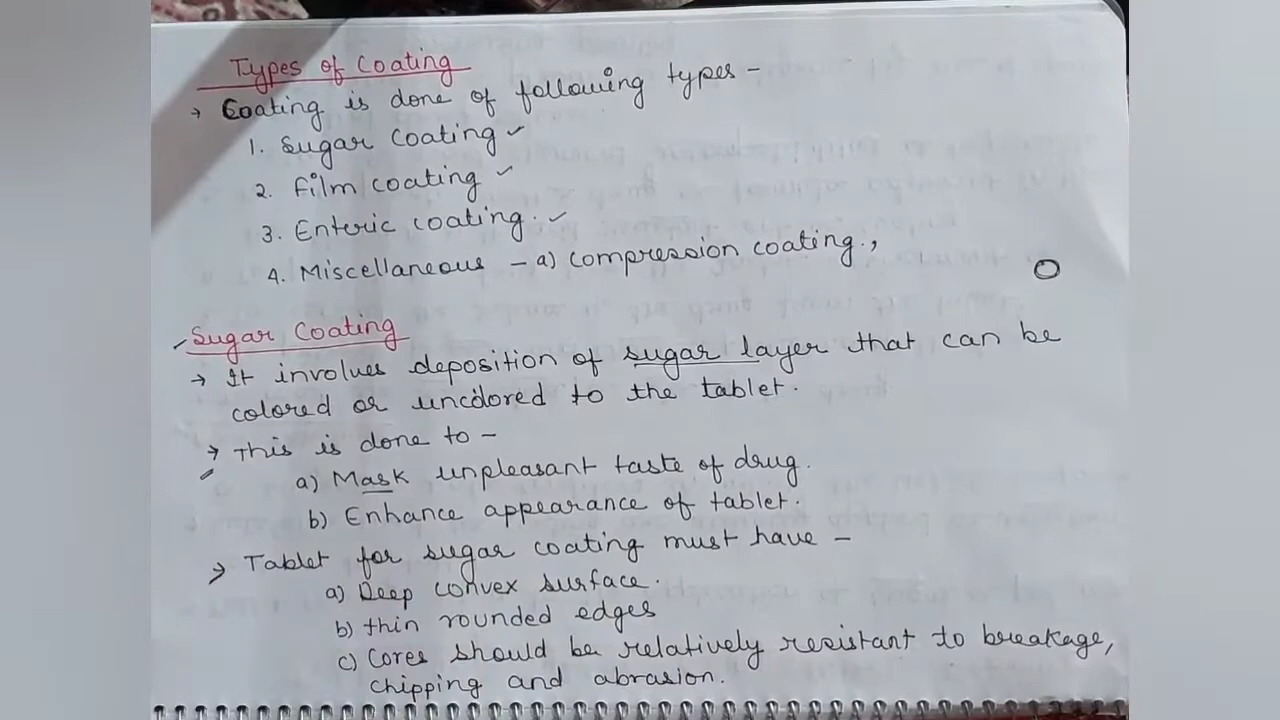 Types of Coating
→ Coating is done of following types -
1. Sugar coating ✓
2. Film coating ✓
3. Enteric coating. ✓
4. Miscellaneous - a) compression coating.,
Sugar Coating
→ It involves deposition of sugar layer that can be
colored or uncolored to the tablet.
→ This is done to -
a) Mask unpleasant taste of drug.
b) Enhance appearance of tablet.
→ Tablet for sugar coating must have -
a) Deep convex surface.
b) thin rounded edges
c) Cores should be relatively resistant to breakage,
chipping and abrasion.